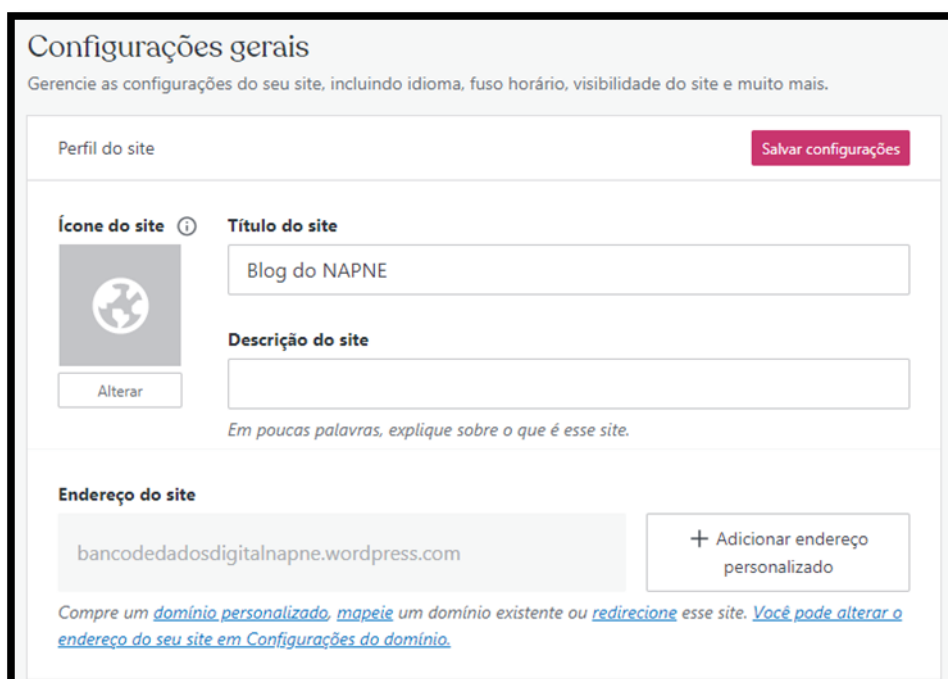 Configurações gerais
Gerencie as configurações do seu site, incluindo idioma, fuso horário, visibilidade do site e muito mais.
Perfil do site
Salvar configurações
Ícone do site
Título do site
Blog do NAPNE
Descrição do site
Alterar
Em poucas palavras, explique sobre o que é esse site.
Endereço do site
bancodedadosdigitalnapne.wordpress.com
+ Adicionar endereço
personalizado
Compre um domínio personalizado, mapeie um domínio existente ou redirecione esse site. Você pode alterar o
endereço do seu site em Configurações do domínio.